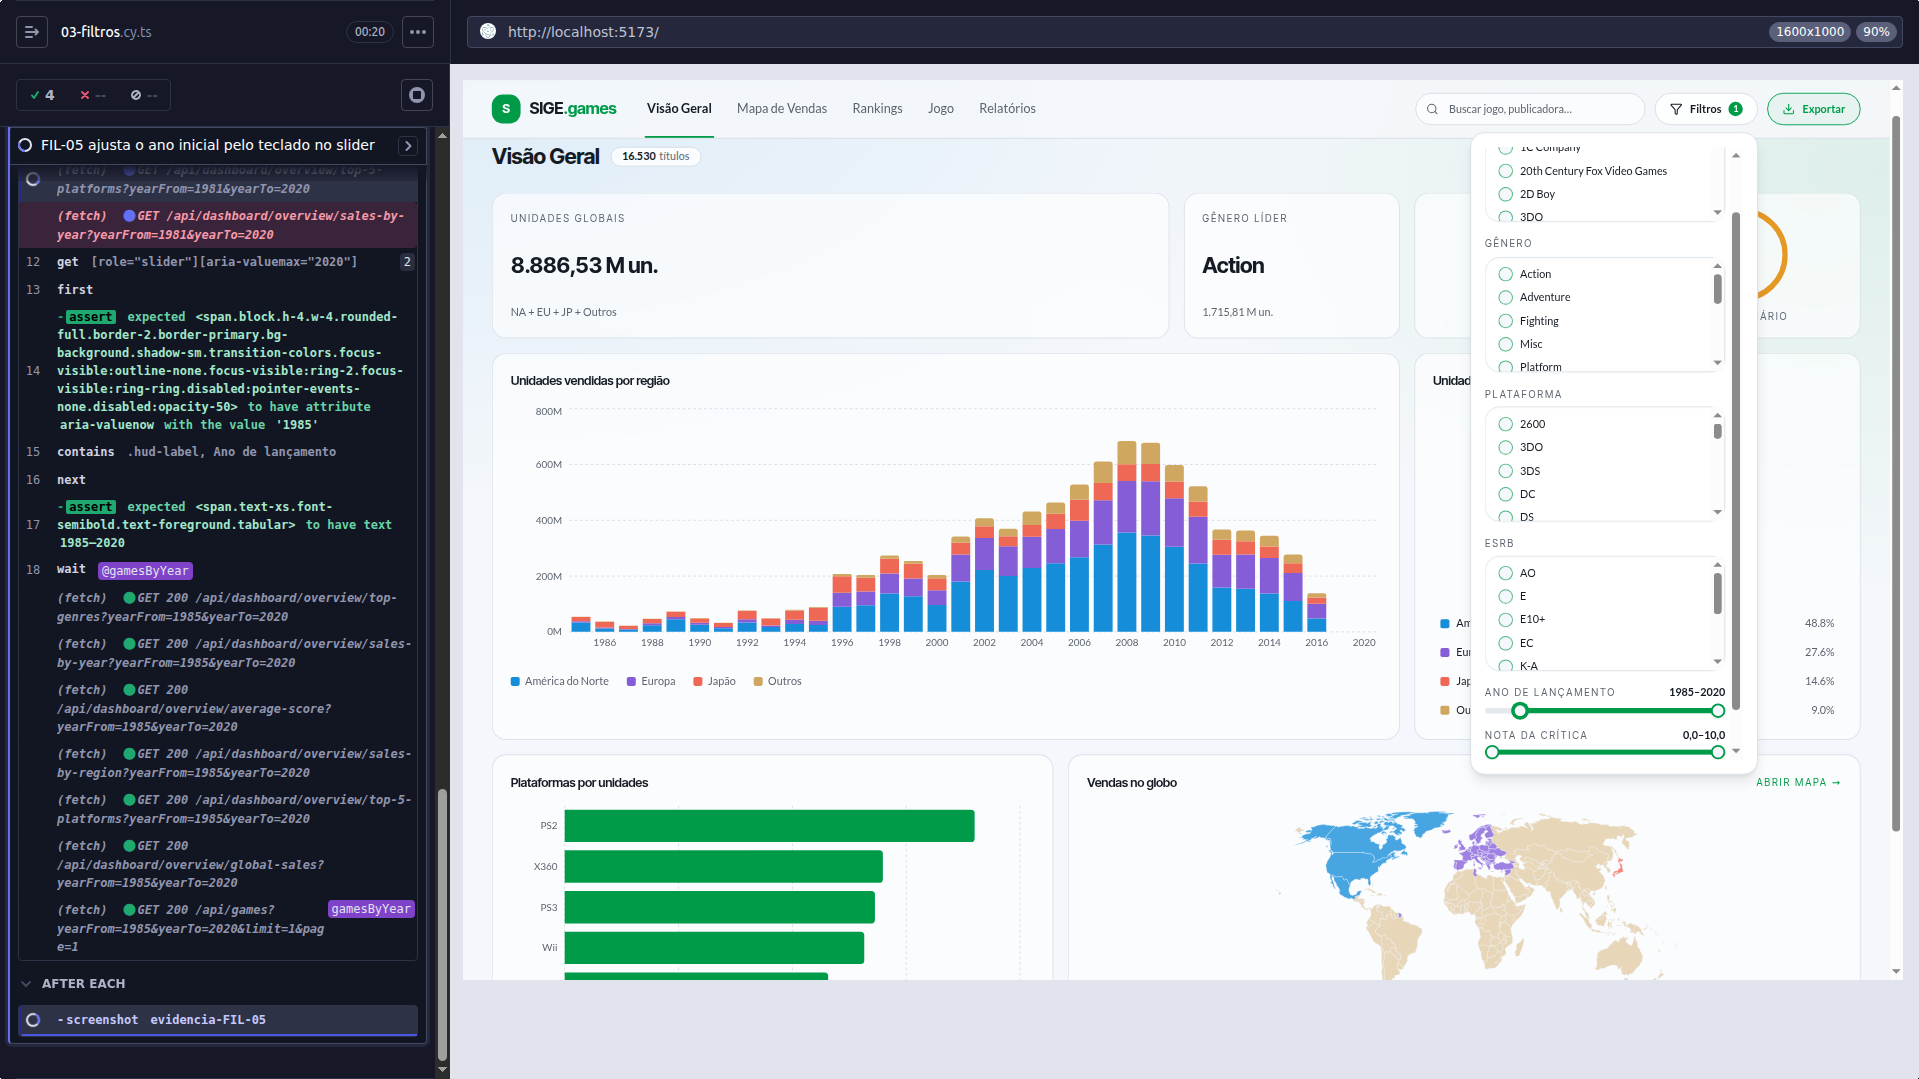 03-filtros.cy.ts
00:20
http://localhost:5173/
1600x1000
90%
4
--
--
FIL-05 ajusta o ano inicial pelo teclado no slider
(fetch) GET /api/dashboard/overview/top-5-
platforms?yearFrom=1981&yearTo=2020
(fetch) GET /api/dashboard/overview/sales-by-
year?yearFrom=1981&yearTo=2020
12 get [role="slider"][aria-valuemax="2020"] 2
13 first
14 -assert expected <span.block.h-4.w-4.rounded-
full.border-2.border-primary.bg-
background.shadow-sm.transition-colors.focus-
visible:outline-none.focus-visible:ring-2.focus-
visible:ring-ring.disabled:pointer-events-
none.disabled:opacity-50> to have attribute
aria-valuenow with the value '1985'
15 contains .hud-label, Ano de lançamento
16 next
17 -assert expected <span.text-xs.font-
semibold.text-foreground.tabular> to have text
1985–2020
18 wait @gamesByYear
(fetch) GET 200 /api/dashboard/overview/top-
genres?yearFrom=1985&yearTo=2020
(fetch) GET 200 /api/dashboard/overview/sales-
by-year?yearFrom=1985&yearTo=2020
(fetch) GET 200
/api/dashboard/overview/average-score?
yearFrom=1985&yearTo=2020
(fetch) GET 200 /api/dashboard/overview/sales-
by-region?yearFrom=1985&yearTo=2020
(fetch) GET 200 /api/dashboard/overview/top-5-
platforms?yearFrom=1985&yearTo=2020
(fetch) GET 200
/api/dashboard/overview/global-sales?
yearFrom=1985&yearTo=2020
(fetch) GET 200 /api/games? gamesByYear
yearFrom=1985&yearTo=2020&limit=1&pag
e=1
AFTER EACH
-screenshot evidencia-FIL-05
S SIGE.games
Visão Geral
Mapa de Vendas
Rankings
Jogo
Relatórios
Buscar jogo, publicadora...
Filtros 1
Exportar
Visão Geral
16.530 títulos
UNIDADES GLOBAIS
8.886,53 M un.
NA + EU + JP + Outros
GÊNERO LÍDER
Action
1.715,81 M un.
ÁRIO
Unidades vendidas por região
800M
600M
400M
200M
0M
1986 1988 1990 1992 1994 1996 1998 2000 2002 2004 2006 2008 2010 2012 2014 2016 2020
América do Norte Europa Japão Outros
Unidad
Am 48.8%
Eur 27.6%
Jap 14.6%
Ou 9.0%
1C Company
20th Century Fox Video Games
2D Boy
3DO
GÊNERO
Action
Adventure
Fighting
Misc
Platform
PLATAFORMA
2600
3DO
3DS
DC
DS
ESRB
AO
E
E10+
EC
K-A
ANO DE LANÇAMENTO 1985–2020
NOTA DA CRÍTICA 0,0–10,0
Plataformas por unidades
PS2
X360
PS3
Wii
Vendas no globo
ABRIR MAPA →